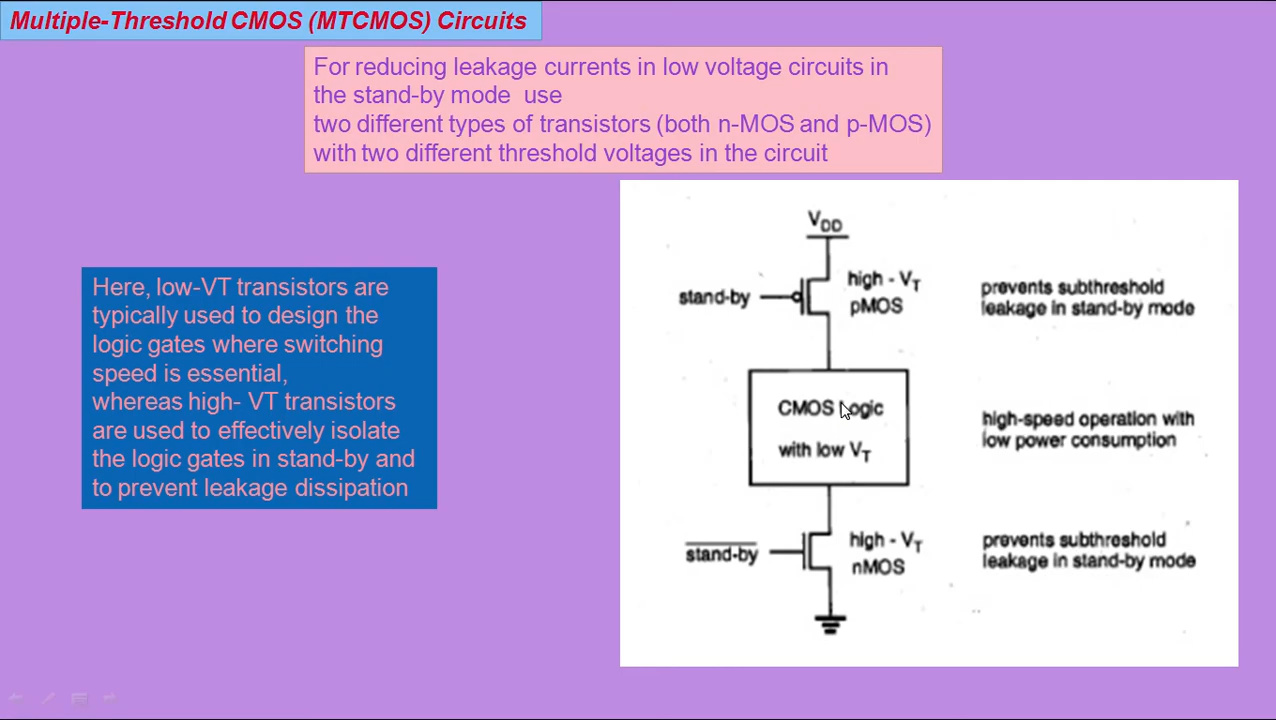 Multiple-Threshold CMOS (MTCMOS) Circuits
For reducing leakage currents in low voltage circuits in
the stand-by mode use
two different types of transistors (both n-MOS and p-MOS)
with two different threshold voltages in the circuit
Here, low-VT transistors are
typically used to design the
logic gates where switching
speed is essential,
whereas high- VT transistors
are used to effectively isolate
the logic gates in stand-by and
to prevent leakage dissipation
VDD
stand-by
high - VT
pMOS
prevents subthreshold
leakage in stand-by mode
CMOS Logic
with low VT
high-speed operation with
low power consumption
stand-by
high - VT
nMOS
prevents subthreshold
leakage in stand-by mode